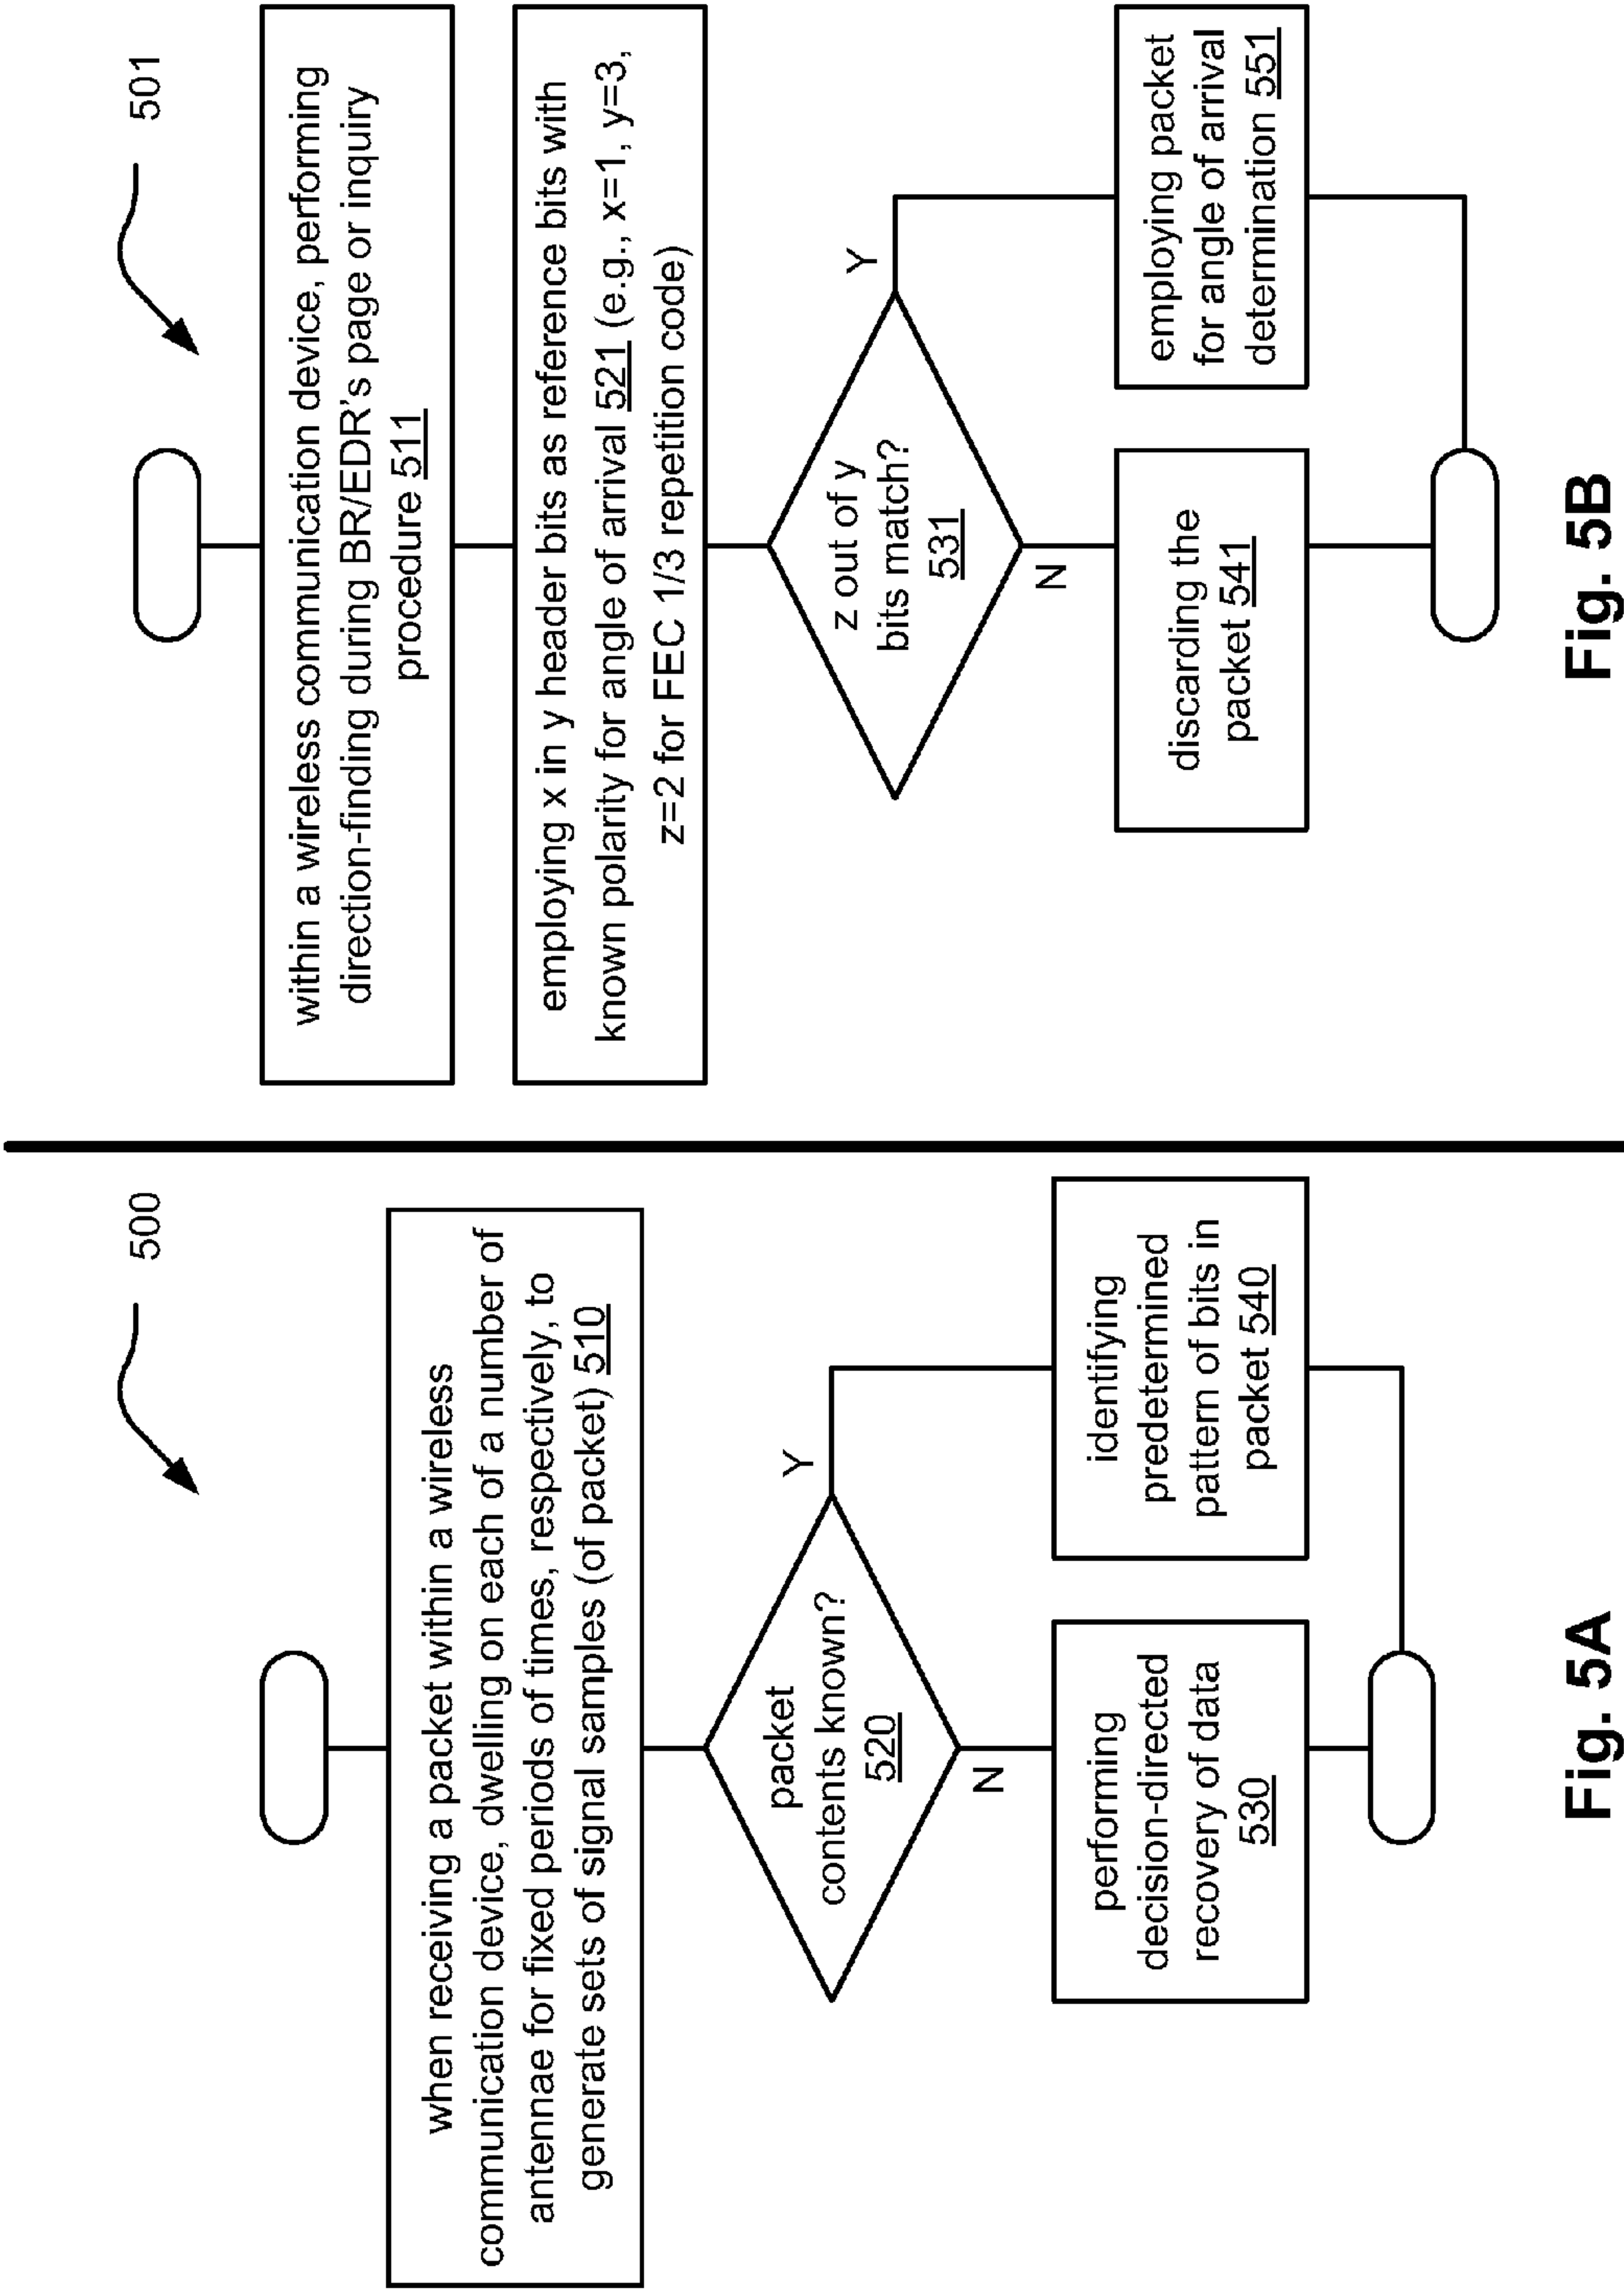 500
when receiving a packet within a wireless
communication device, dwelling on each of a number of
antennae for fixed periods of times, respectively, to
generate sets of signal samples (of packet) 510
packet
contents known?
520
Y
N
performing
decision-directed
recovery of data
530
identifying
predetermined
pattern of bits in
packet 540
Fig. 5A
501
within a wireless communication device, performing
direction-finding during BR/EDR's page or inquiry
procedure 511
employing x in y header bits as reference bits with
known polarity for angle of arrival 521 (e.g., x=1, y=3,
z=2 for FEC 1/3 repetition code)
z out of y
bits match?
531
Y
N
discarding the
packet 541
employing packet
for angle of arrival
determination 551
Fig. 5B